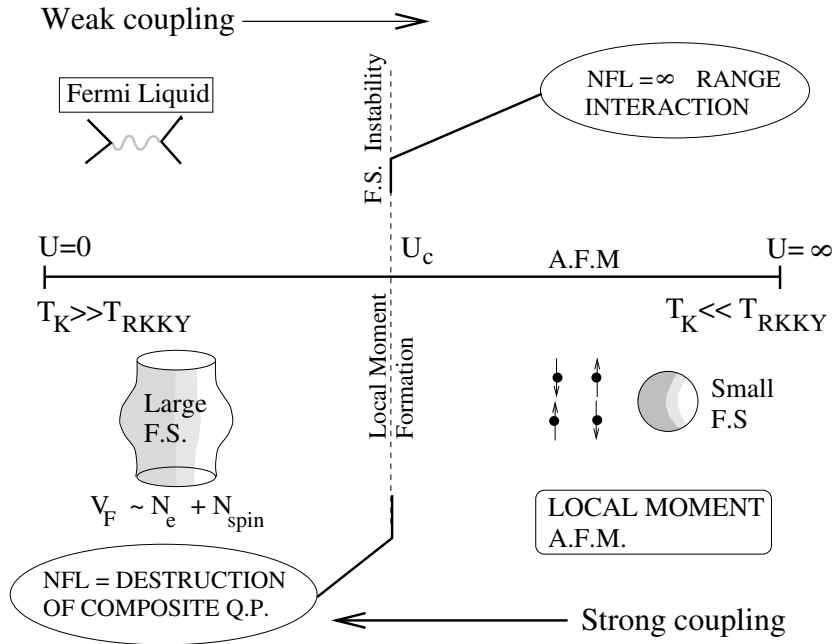 Weak coupling
Fermi Liquid
F.S. Instability
NFL = ∞ RANGE
INTERACTION
U=0
U_c
A.F.M
U= ∞
T_K>>T_RKKY
T_K<< T_RKKY
Local Moment
Formation
Large
F.S.
Small
F.S
V_F ~ N_e + N_spin
LOCAL MOMENT
A.F.M.
NFL = DESTRUCTION
OF COMPOSITE Q.P.
Strong coupling